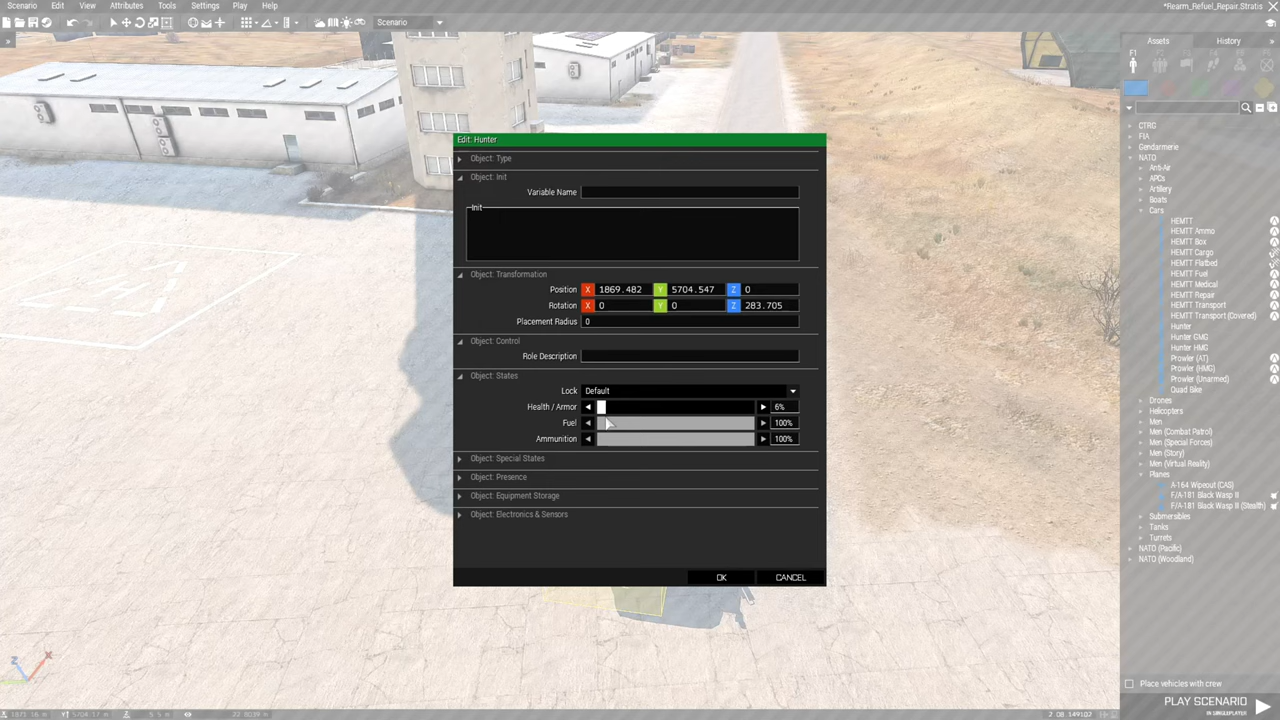 Scenario Edit View Attributes Tools Settings Play Help
*Rearm_Refuel_Repair.Stratis
Scenario
Assets History
F1
CTRG
FIA
Gendarmerie
NATO
Anti-Air
APCs
Artillery
Boats
Cars
HEMTT
HEMTT Ammo
HEMTT Box
HEMTT Cargo
HEMTT Flatbed
HEMTT Fuel
HEMTT Medical
HEMTT Repair
HEMTT Transport
HEMTT Transport (Covered)
Hunter
Hunter GMG
Hunter HMG
Prowler (AT)
Prowler (HMG)
Prowler (Unarmed)
Quad Bike
Drones
Helicopters
Men
Men (Combat Patrol)
Men (Special Forces)
Men (Story)
Men (Virtual Reality)
Planes
A-164 Wipeout (CAS)
F/A-181 Black Wasp II
F/A-181 Black Wasp II (Stealth)
Submersibles
Tanks
Turrets
NATO (Pacific)
NATO (Woodland)
Place vehicles with crew
PLAY SCENARIO
IN SINGLEPLAYER
Edit: Hunter
Object: Type
Object: Init
Variable Name
Init
Object: Transformation
Position X 1869.482 Y 5704.547 Z 0
Rotation X 0 Y 0 Z 283.705
Placement Radius 0
Object: Control
Role Description
Object: States
Lock Default
Health / Armor 6%
Fuel 100%
Ammunition 100%
Object: Special States
Object: Presence
Object: Equipment Storage
Object: Electronics & Sensors
OK CANCEL
2.08.149107